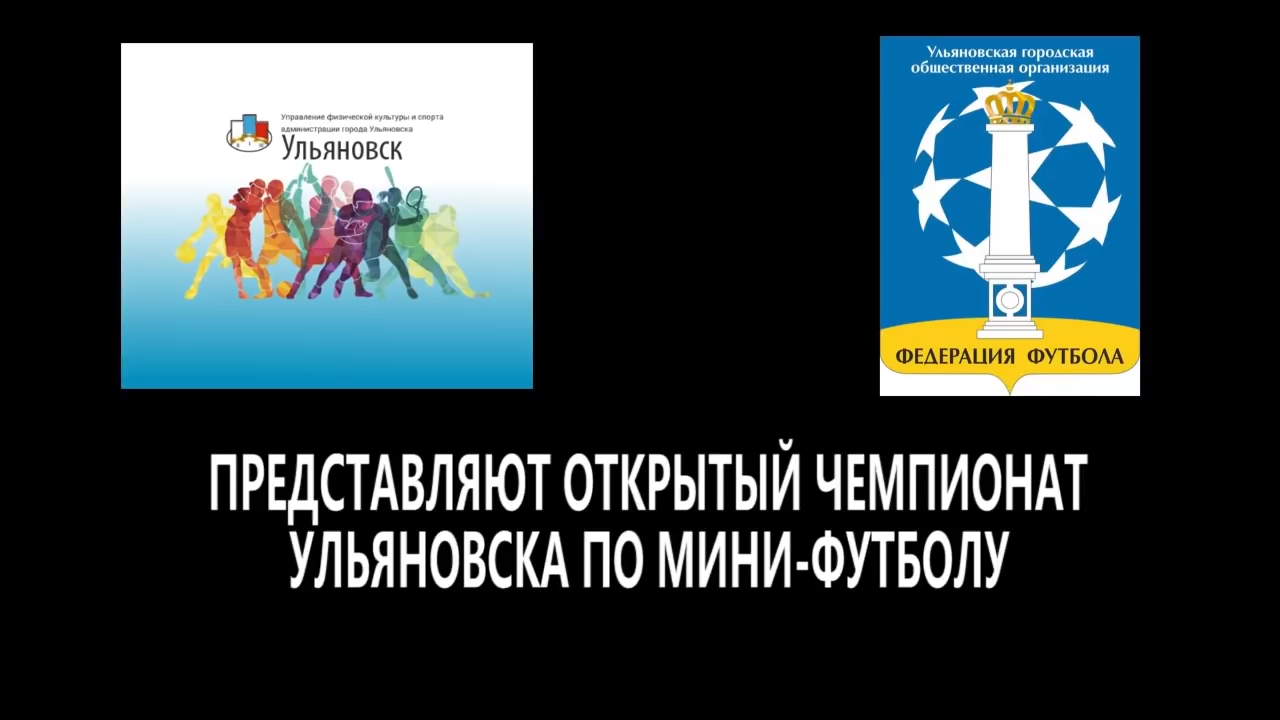 Управление физической культуры и спорта
администрации города Ульяновска
Ульяновск
Ульяновская городская
общественная организация
ФЕДЕРАЦИЯ ФУТБОЛА
ПРЕДСТАВЛЯЮТ ОТКРЫТЫЙ ЧЕМПИОНАТ
УЛЬЯНОВСКА ПО МИНИ-ФУТБОЛУ